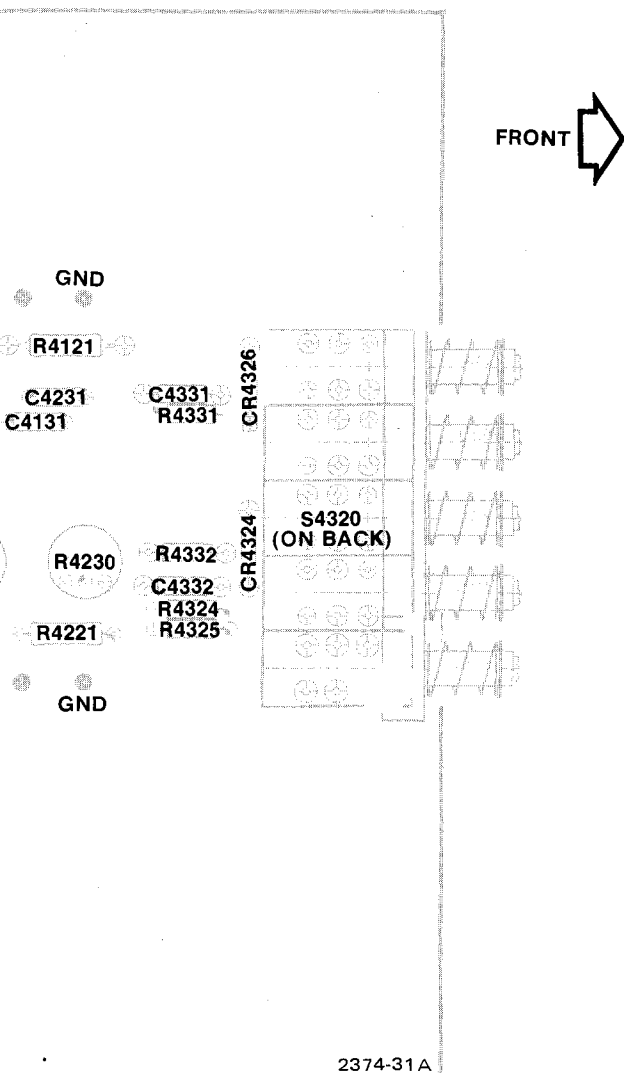 FRONT
GND
R4121
CR4326
C4231
C4331
C4131
R4331
S4320
(ON BACK)
CR4324
R4230
R4332
C4332
R4324
R4221
R4325
GND
2374-31A